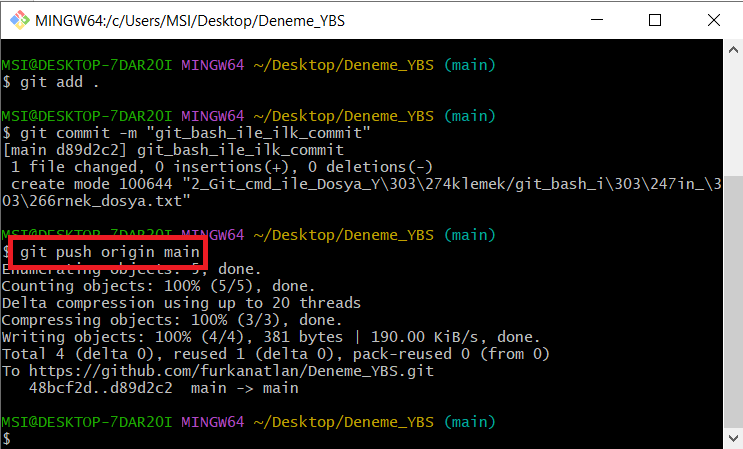 MINGW64:/c/Users/MSI/Desktop/Deneme_YBS
MSI@DESKTOP-7DAR2OI MINGW64 ~/Desktop/Deneme_YBS (main)
$ git add .
MSI@DESKTOP-7DAR2OI MINGW64 ~/Desktop/Deneme_YBS (main)
$ git commit -m "git_bash_ile_ilk_commit"
[main d89d2c2] git_bash_ile_ilk_commit
 1 file changed, 0 insertions(+), 0 deletions(-)
 create mode 100644 "2_Git_cmd_ile_Dosya_Y\303\274klemek/git_bash_i\303\247in_\3
03\266rnek_dosya.txt"
MSI@DESKTOP-7DAR2OI MINGW64 ~/Desktop/Deneme_YBS (main)
$ git push origin main
Enumerating objects: 5, done.
Counting objects: 100% (5/5), done.
Delta compression using up to 20 threads
Compressing objects: 100% (3/3), done.
Writing objects: 100% (4/4), 381 bytes | 190.00 KiB/s, done.
Total 4 (delta 0), reused 1 (delta 0), pack-reused 0 (from 0)
To https://github.com/furkanatlan/Deneme_YBS.git
   48bcf2d..d89d2c2  main -> main
MSI@DESKTOP-7DAR2OI MINGW64 ~/Desktop/Deneme_YBS (main)
$